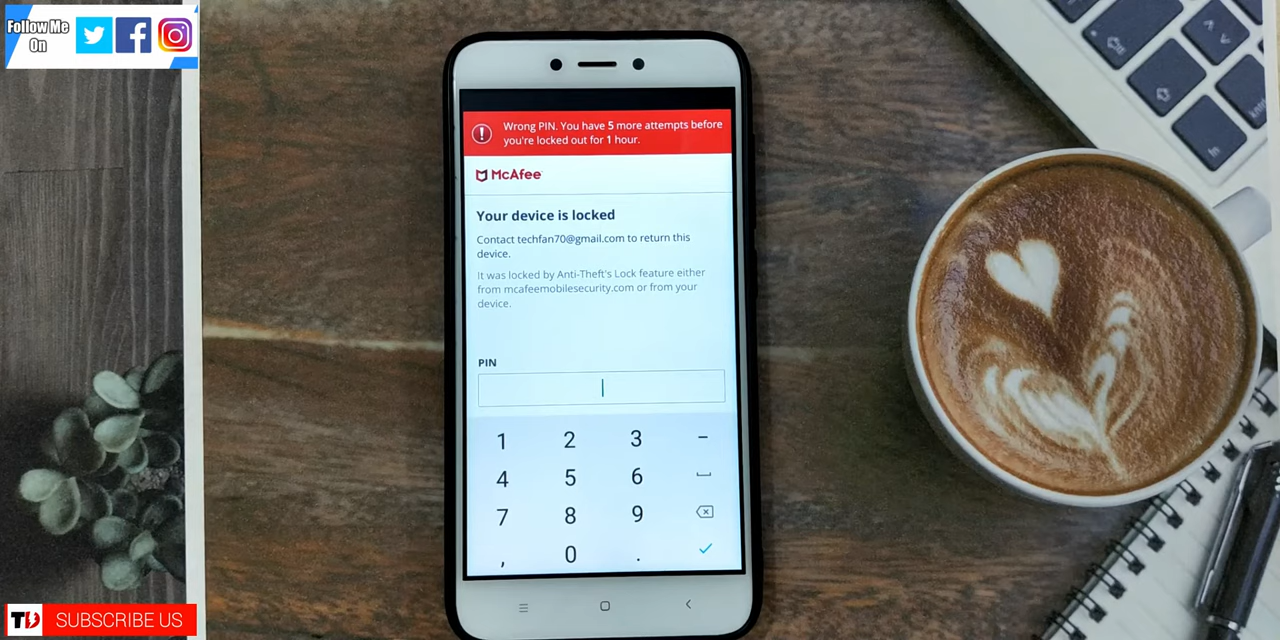 Follow Me
On
Wrong PIN. You have 5 more attempts before
you're locked out for 1 hour.
McAfee
Your device is locked
Contact techfan70@gmail.com to return this
device.
It was locked by Anti-Theft's Lock feature either
from mcafeemobilesecurity.com or from your
device.
PIN
1 2 3 –
4 5 6
7 8 9
, 0 .
fn
SUBSCRIBE US